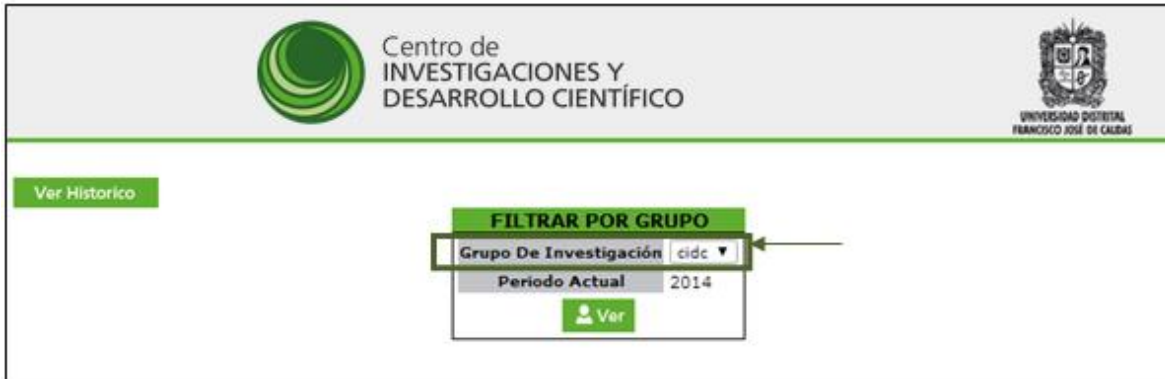 Centro de
INVESTIGACIONES Y
DESARROLLO CIENTÍFICO
UNIVERSIDAD DISTRITAL
FRANCISCO JOSÉ DE CALDAS
Ver Historico
FILTRAR POR GRUPO
Grupo De Investigación cidc
Periodo Actual 2014
Ver